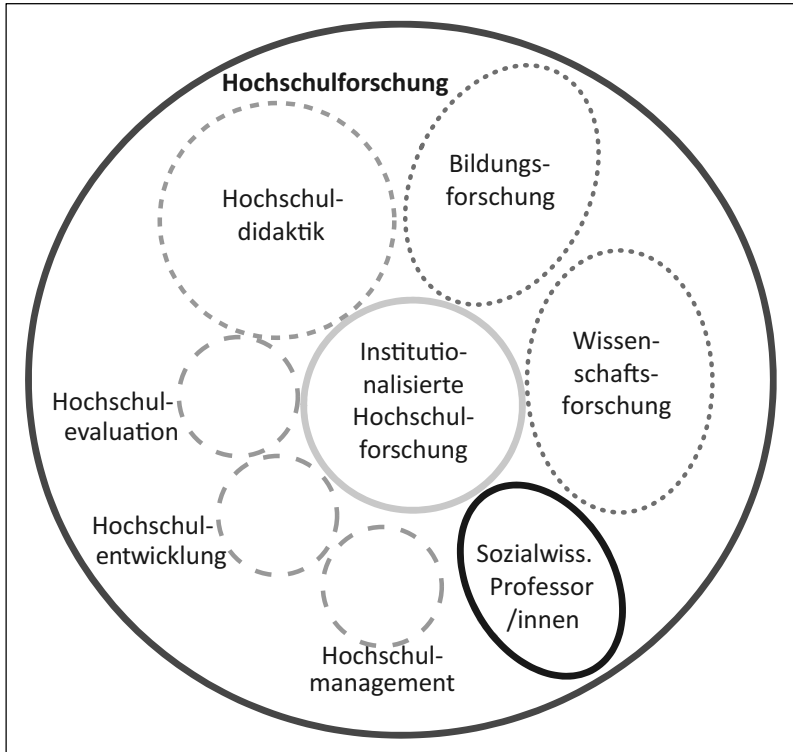 Hochschulforschung
Bildungs-
forschung
Hochschul-
didaktik
Institutio-
nalisierte
Hochschul-
forschung
Wissen-
schafts-
forschung
Hochschul-
evaluation
Hochschul-
entwicklung
Sozialwiss.
Professor
/innen
Hochschul-
management